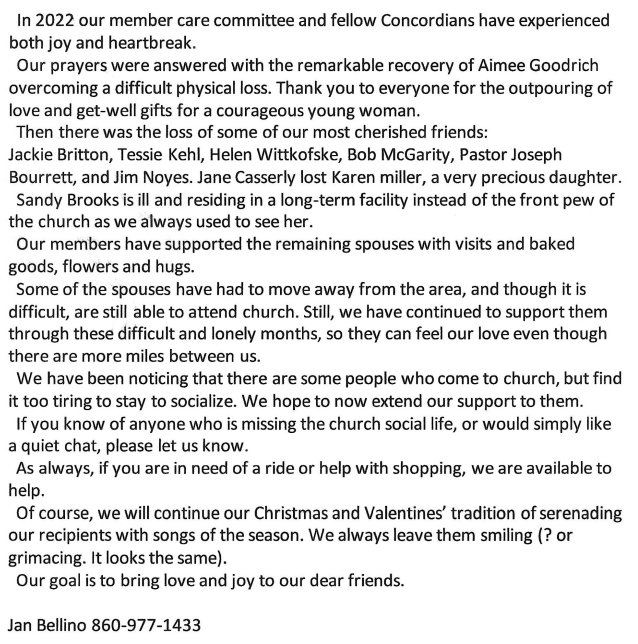 In 2022 our member care committee and fellow Concordians have experienced
both joy and heartbreak.
Our prayers were answered with the remarkable recovery of Aimee Goodrich
overcoming a difficult physical loss. Thank you to everyone for the outpouring of
love and get-well gifts for a courageous young woman.
Then there was the loss of some of our most cherished friends:
Jackie Britton, Tessie Kehl, Helen Wittkofske, Bob McGarity, Pastor Joseph
Bourrett, and Jim Noyes. Jane Casserly lost Karen miller, a very precious daughter.
Sandy Brooks is ill and residing in a long-term facility instead of the front pew of
the church as we always used to see her.
Our members have supported the remaining spouses with visits and baked
goods, flowers and hugs.
Some of the spouses have had to move away from the area, and though it is
difficult, are still able to attend church. Still, we have continued to support them
through these difficult and lonely months, so they can feel our love even though
there are more miles between us.
We have been noticing that there are some people who come to church, but find
it too tiring to stay to socialize. We hope to now extend our support to them.
If you know of anyone who is missing the church social life, or would simply like
a quiet chat, please let us know.
As always, if you are in need of a ride or help with shopping, we are available to
help.
Of course, we will continue our Christmas and Valentines' tradition of serenading
our recipients with songs of the season. We always leave them smiling (? or
grimacing. It looks the same).
Our goal is to bring love and joy to our dear friends.
Jan Bellino 860-977-1433